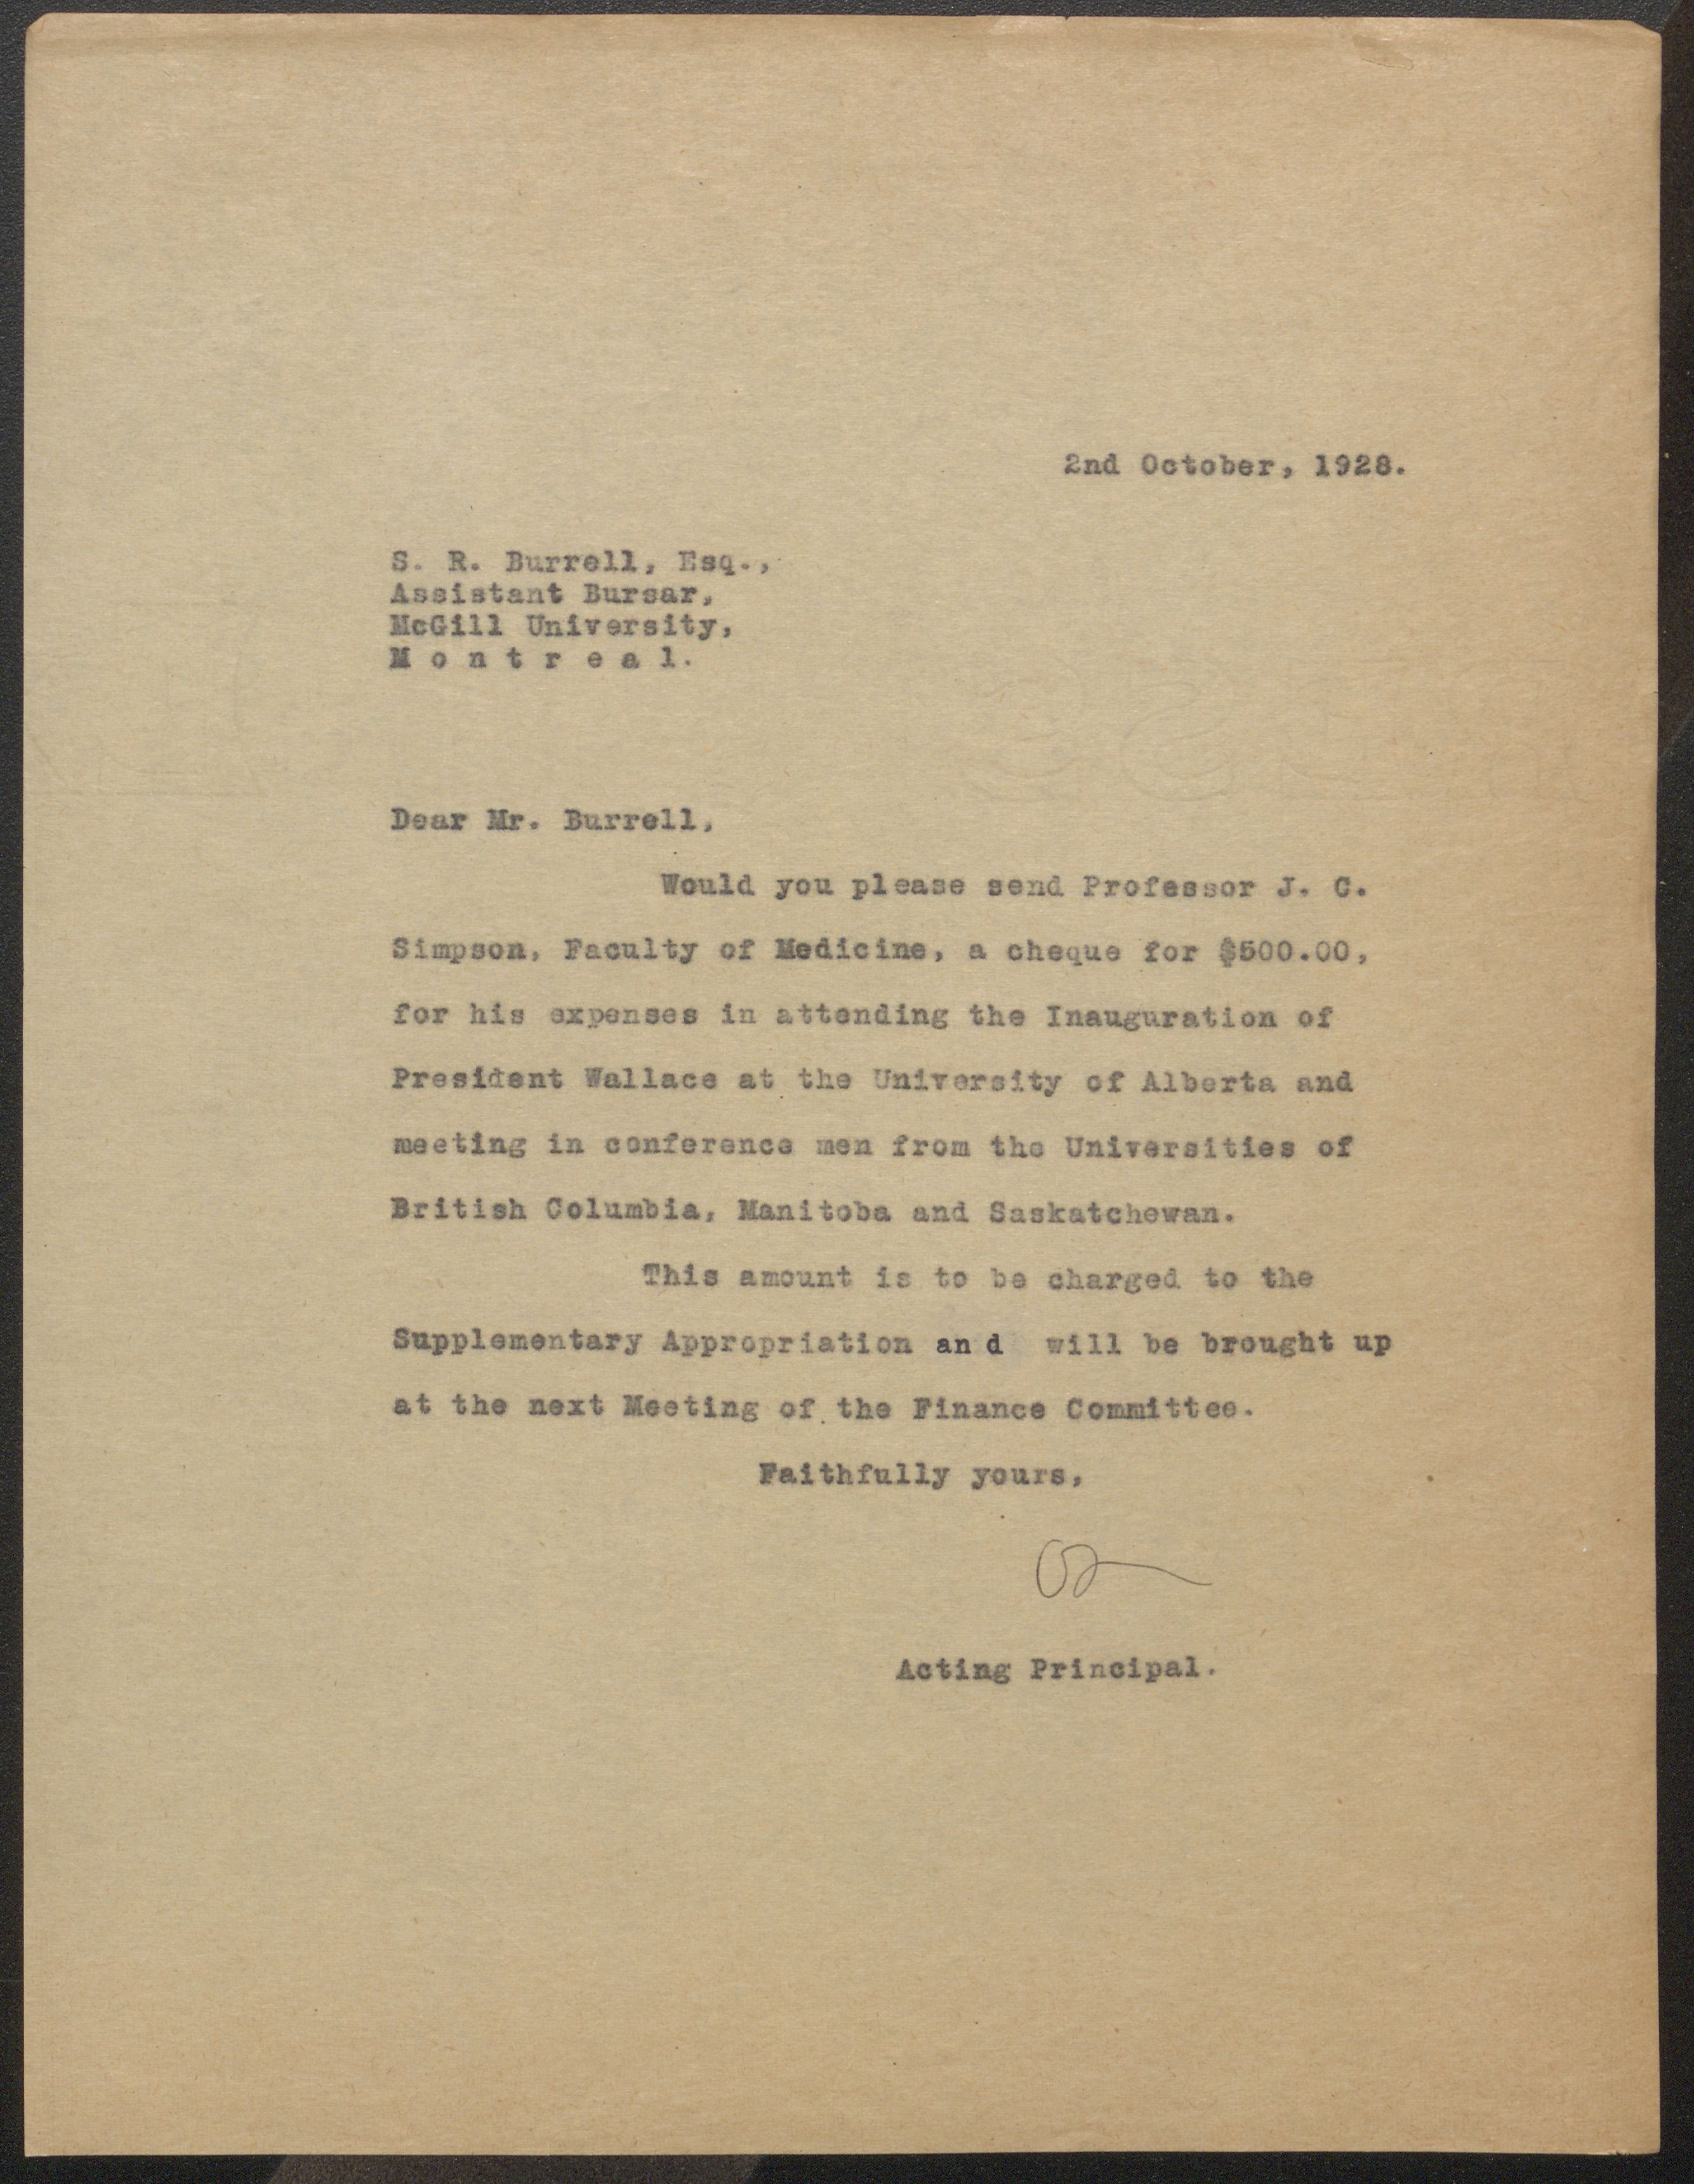 2nd October, 1928.
S. R. Burrell, Esq.,
Assistant Bursar,
McGill University,
M o n t r e a l.
Dear Mr. Burrell,
Would you please send Professor J. C.
Simpson, Faculty of Medicine, a cheque for $500.00,
for his expenses in attending the Inauguration of
President Wallace at the University of Alberta and
meeting in conference men from the Universities of
British Columbia, Manitoba and Saskatchewan.
This amount is to be charged to the
Supplementary Appropriation and will be brought up
at the next Meeting of the Finance Committee.
Faithfully yours,
Acting Principal.